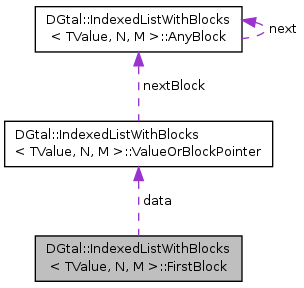 DGtal::IndexedListWithBlocks
< TValue, N, M >::AnyBlock
next
nextBlock
DGtal::IndexedListWithBlocks
< TValue, N, M >::ValueOrBlockPointer
data
DGtal::IndexedListWithBlocks
< TValue, N, M >::FirstBlock